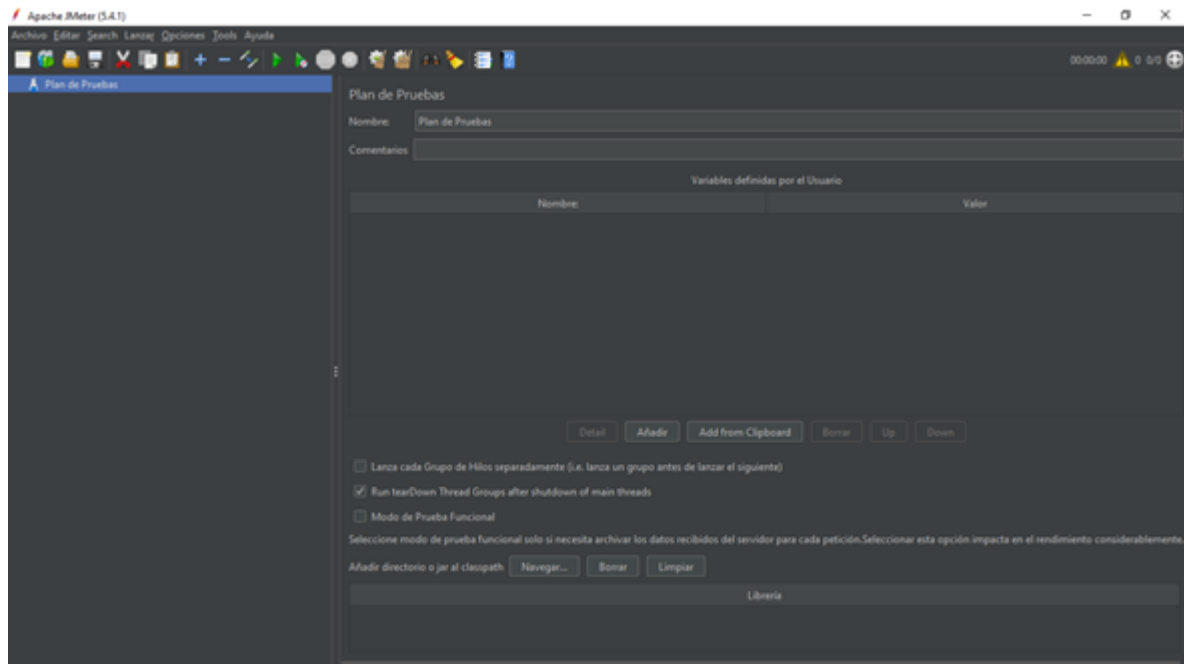 Apache JMeter (5.4.1)
Archivo Editar Search Lanzar Opciones Tools Ayuda
00:00:00 0 0/0
Plan de Pruebas
Plan de Pruebas
Nombre: Plan de Pruebas
Comentarios
Variables definidas por el Usuario
Nombre: Valor
Detail Añadir Add from Clipboard Borrar Up Down
Lanza cada Grupo de Hilos separadamente (i.e. lanza un grupo antes de lanzar el siguiente)
Run tearDown Thread Groups after shutdown of main threads
Modo de Prueba Funcional
Seleccione modo de prueba funcional solo si necesita archivar los datos recibidos del servidor para cada petición.Seleccionar esta opción impacta en el rendimiento considerablemente.
Añadir directorio o jar al classpath Navegar... Borrar Limpiar
Librería